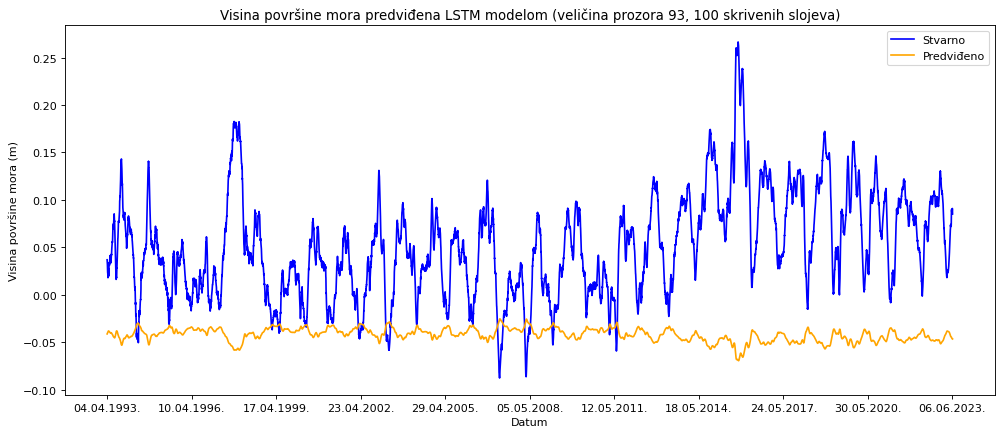 Visina površine mora predviđena LSTM modelom (veličina prozora 93, 100 skrivenih slojeva)
Stvarno
Predviđeno
Visina površine mora (m)
0.25
0.20
0.15
0.10
0.05
0.00
−0.05
−0.10
04.04.1993. 10.04.1996. 17.04.1999. 23.04.2002. 29.04.2005. 05.05.2008. 12.05.2011. 18.05.2014. 24.05.2017. 30.05.2020. 06.06.2023.
Datum